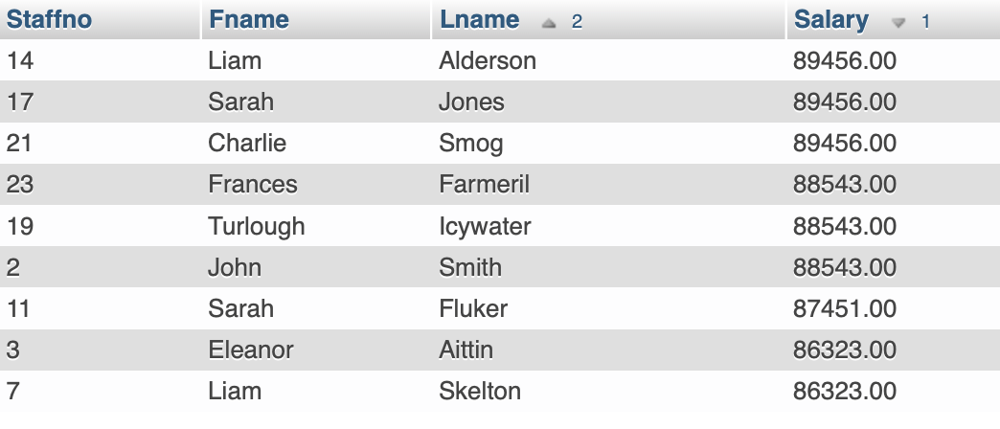 Staffno Fname Lname 2 Salary 1
14 Liam Alderson 89456.00
17 Sarah Jones 89456.00
21 Charlie Smog 89456.00
23 Frances Farmeril 88543.00
19 Turlough Icywater 88543.00
2 John Smith 88543.00
11 Sarah Fluker 87451.00
3 Eleanor Aittin 86323.00
7 Liam Skelton 86323.00